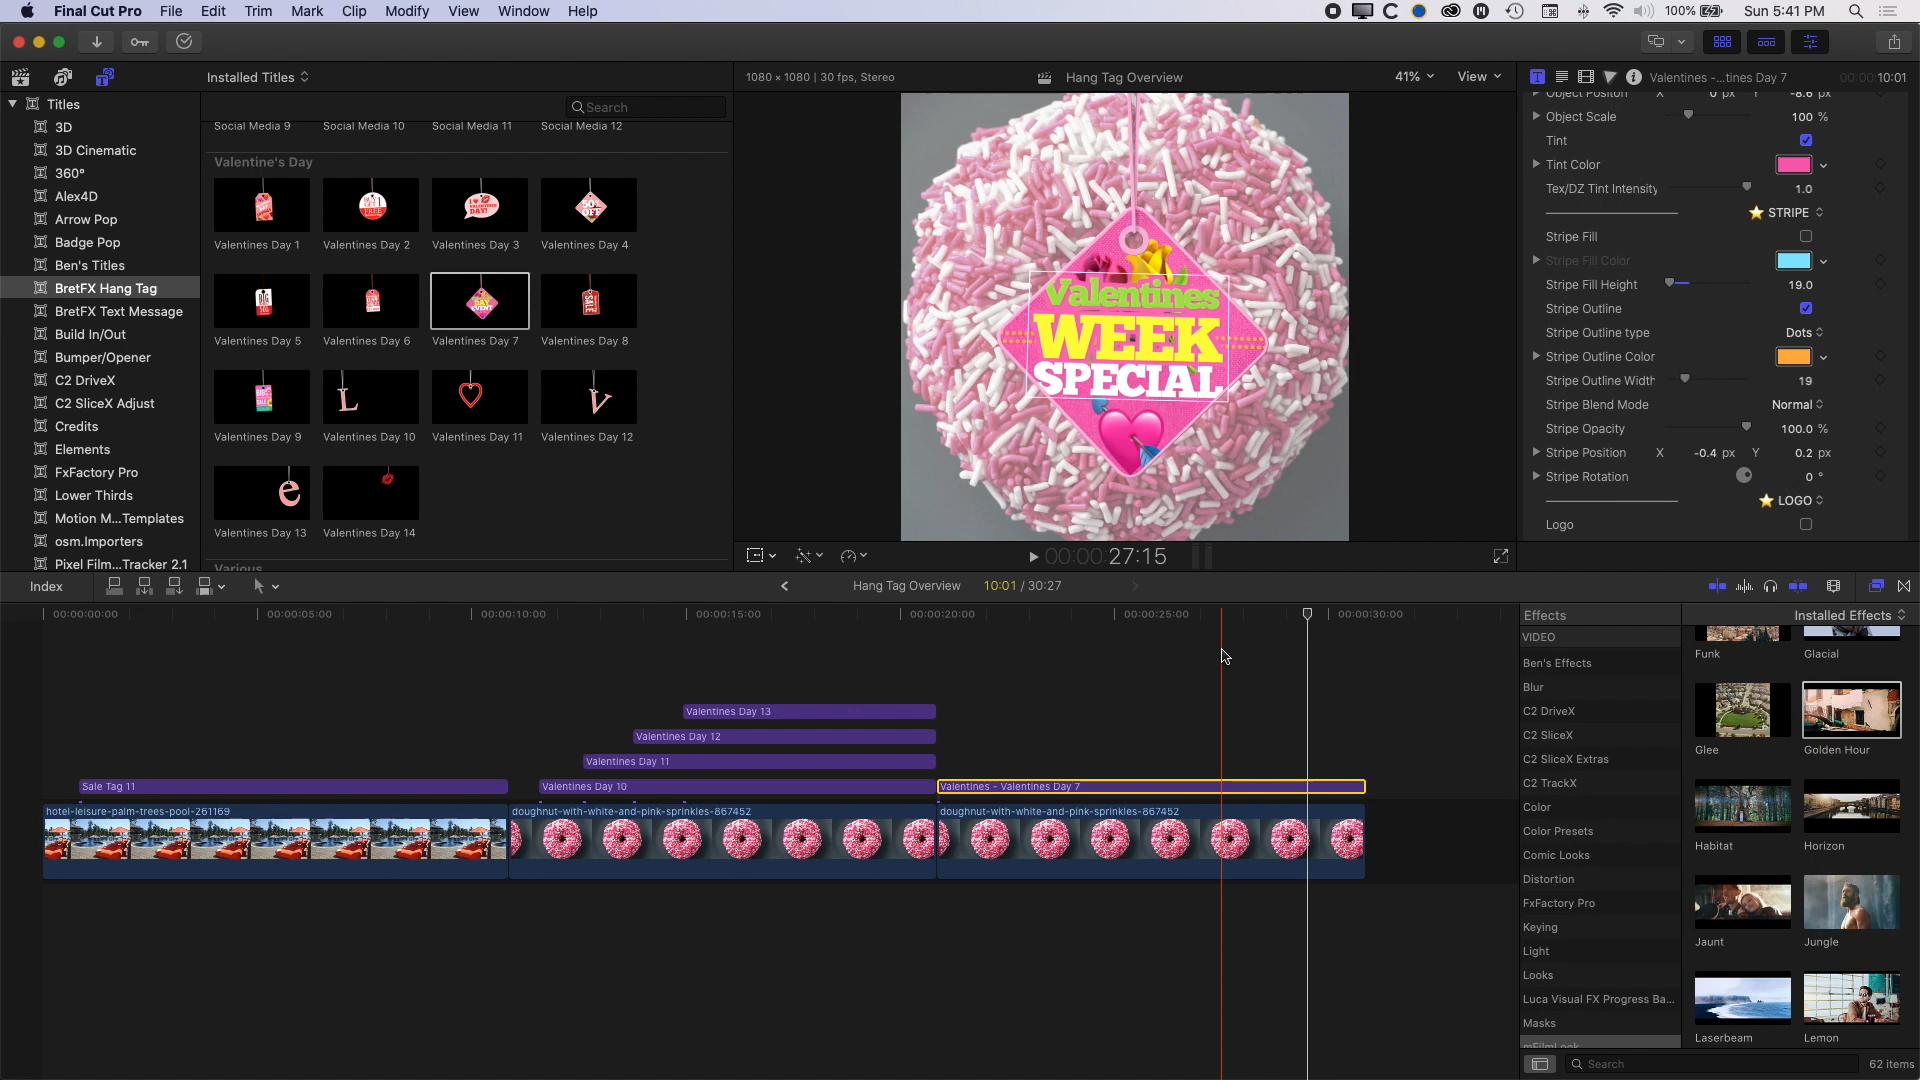 Final Cut Pro File Edit Trim Mark Clip Modify View Window Help
100% Sun 5:41 PM
Installed Titles
1080 × 1080 | 30 fps, Stereo
Hang Tag Overview
41%
View
Valentines -...tines Day 7
00:00:10:01
Titles
3D
3D Cinematic
360°
Alex4D
Arrow Pop
Badge Pop
Ben's Titles
BretFX Hang Tag
BretFX Text Message
Build In/Out
Bumper/Opener
C2 DriveX
C2 SliceX Adjust
Credits
Elements
FxFactory Pro
Lower Thirds
Motion M...Templates
osm.Importers
Pixel Film...Tracker 2.1
Search
Social Media 9 Social Media 10 Social Media 11 Social Media 12
Valentine's Day
Valentines Day 1 Valentines Day 2 Valentines Day 3 Valentines Day 4
Valentines Day 5 Valentines Day 6 Valentines Day 7 Valentines Day 8
Valentines Day 9 Valentines Day 10 Valentines Day 11 Valentines Day 12
Valentines Day 13 Valentines Day 14
Various
Valentines
WEEK
SPECIAL
00:00:27:15
Object Position X 0 px Y -8.6 px
Object Scale 100 %
Tint
Tint Color
Tex/DZ Tint Intensity 1.0
STRIPE
Stripe Fill
Stripe Fill Color
Stripe Fill Height 19.0
Stripe Outline
Stripe Outline type Dots
Stripe Outline Color
Stripe Outline Width 19
Stripe Blend Mode Normal
Stripe Opacity 100.0 %
Stripe Position X -0.4 px Y 0.2 px
Stripe Rotation 0 °
LOGO
Logo
Index
Hang Tag Overview 10:01 / 30:27
00:00:00:00 00:00:05:00 00:00:10:00 00:00:15:00 00:00:20:00 00:00:25:00 00:00:30:00
Valentines Day 13
Valentines Day 12
Valentines Day 11
Sale Tag 11 Valentines Day 10 Valentines - Valentines Day 7
hotel-leisure-palm-trees-pool-261169 doughnut-with-white-and-pink-sprinkles-867452 doughnut-with-white-and-pink-sprinkles-867452
Effects
Installed Effects
VIDEO
Ben's Effects
Blur
C2 DriveX
C2 SliceX
C2 SliceX Extras
C2 TrackX
Color
Color Presets
Comic Looks
Distortion
FxFactory Pro
Keying
Light
Looks
Luca Visual FX Progress Ba...
Masks
mFilmLook
Funk Glacial
Glee Golden Hour
Habitat Horizon
Jaunt Jungle
Laserbeam Lemon
Search
62 items